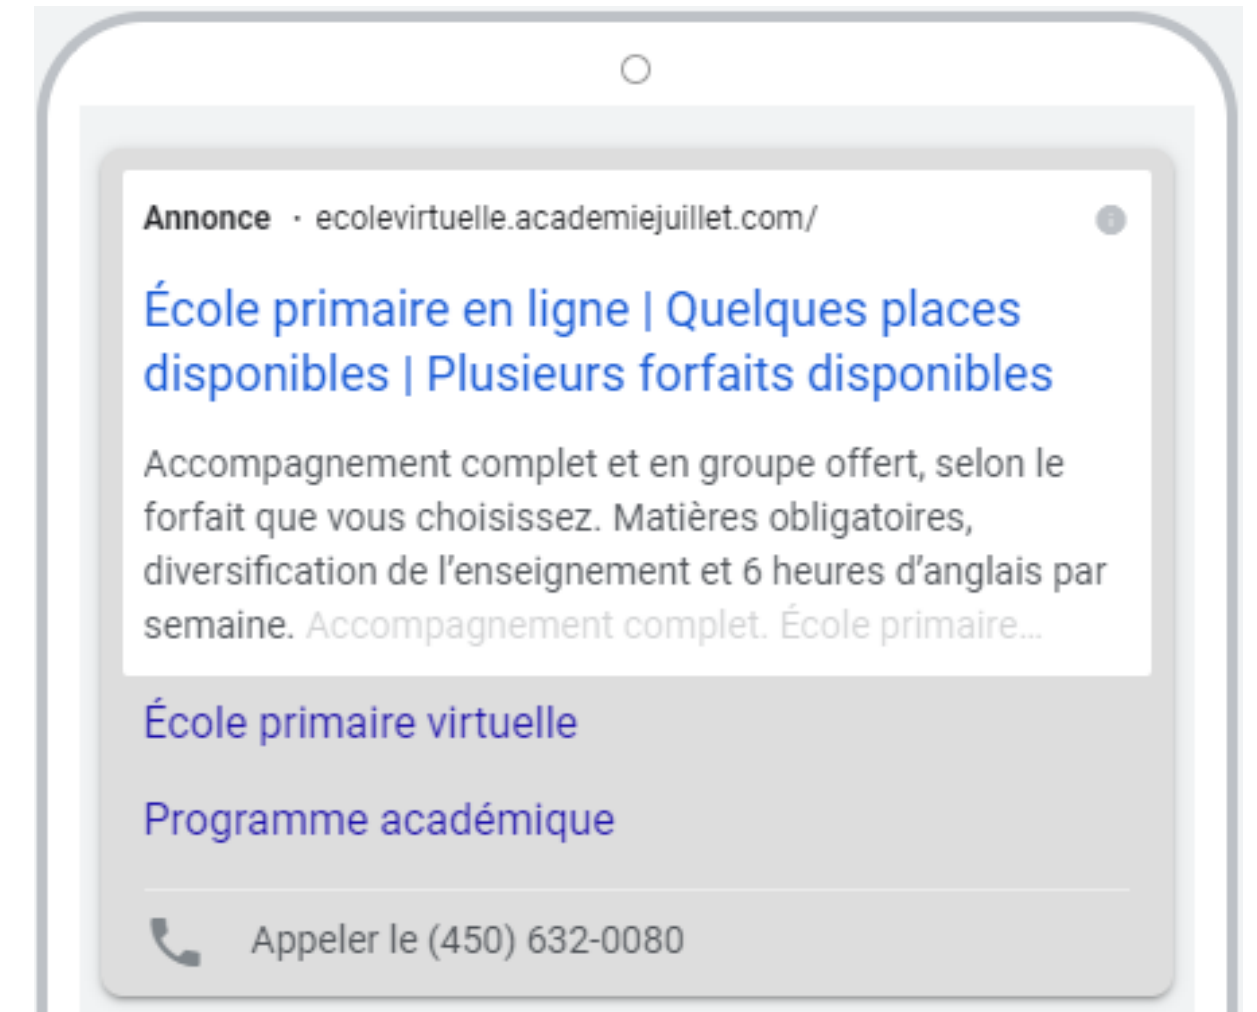 Annonce · ecolevirtuelle.academiejuillet.com/
École primaire en ligne | Quelques places
disponibles | Plusieurs forfaits disponibles
Accompagnement complet et en groupe offert, selon le
forfait que vous choisissez. Matières obligatoires,
diversification de l’enseignement et 6 heures d’anglais par
semaine. Accompagnement complet. École primaire…
École primaire virtuelle
Programme académique
Appeler le (450) 632-0080